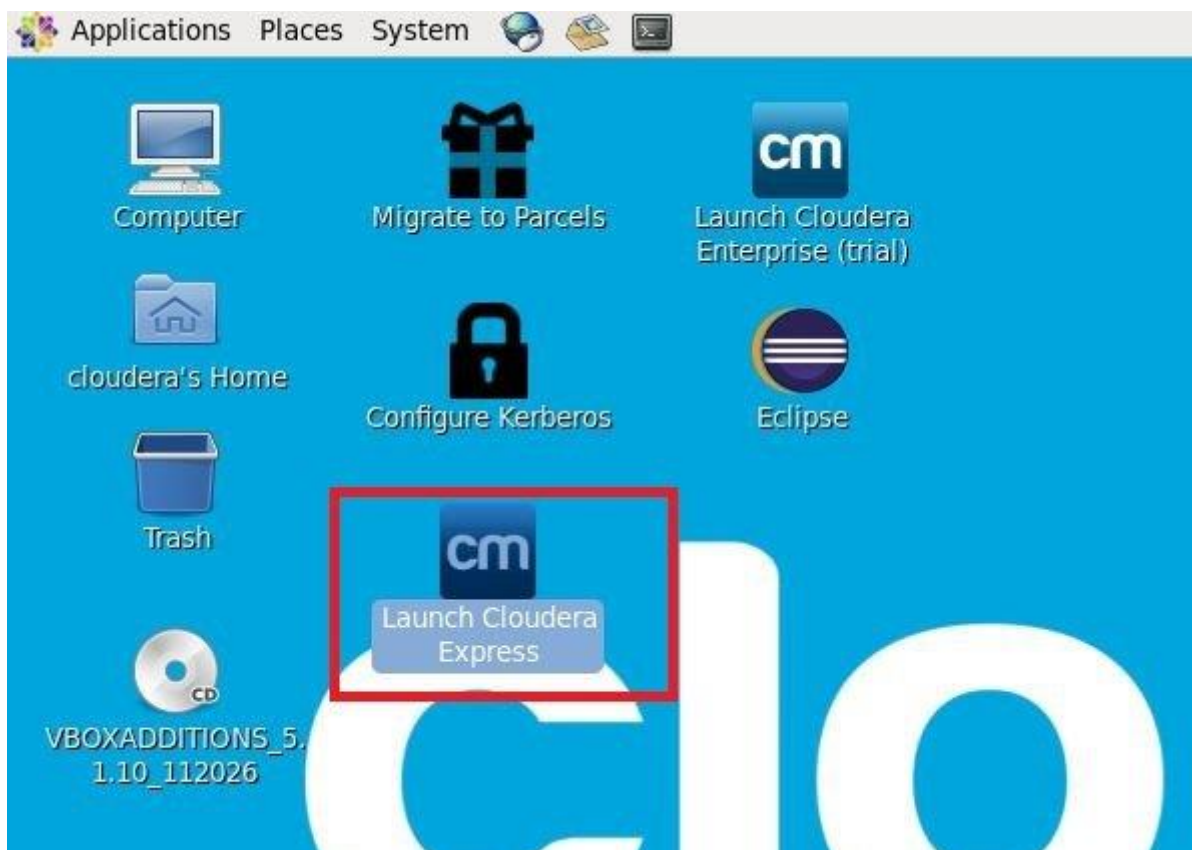 Applications Places System
Computer
Migrate to Parcels
cm
Launch Cloudera
Enterprise (trial)
cloudera's Home
Configure Kerberos
Eclipse
Trash
cm
Launch Cloudera
Express
CD
VBOXADDITIONS_5.
1.10_112026
clo